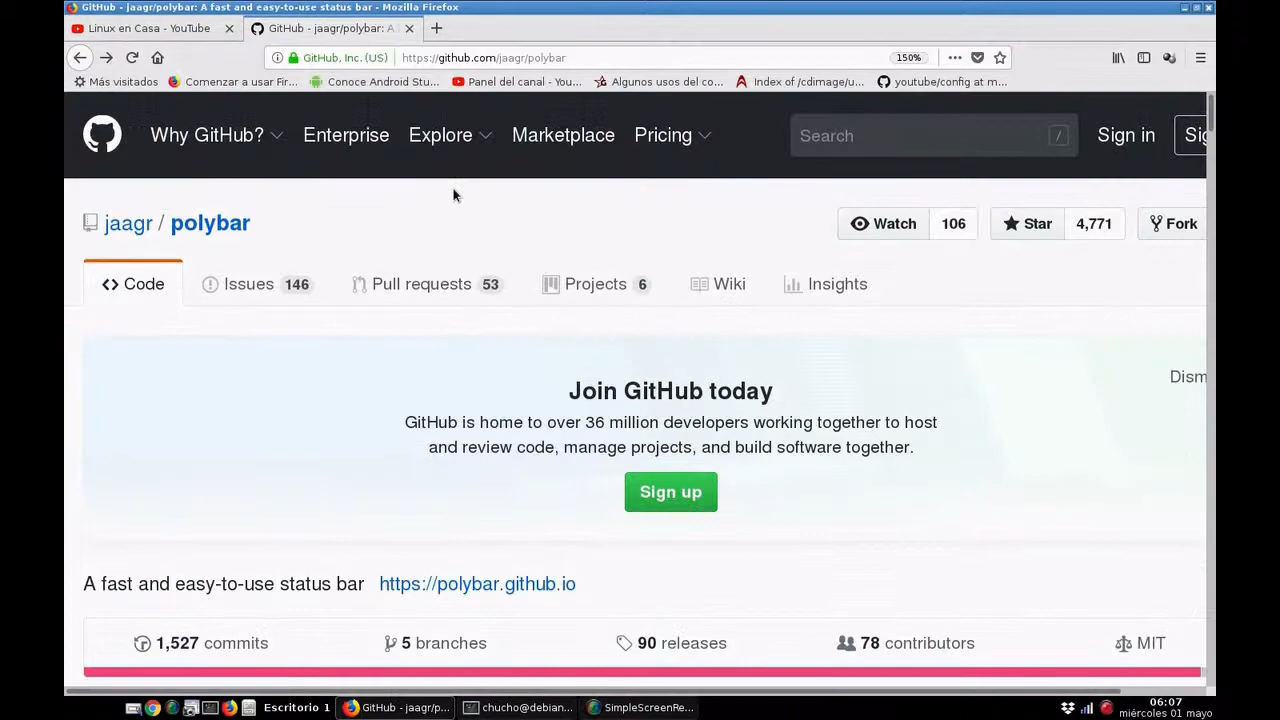 GitHub - jaagr/polybar: A fast and easy-to-use status bar - Mozilla Firefox
Linux en Casa - YouTube
GitHub - jaagr/polybar: A
GitHub, Inc. (US)
https://github.com/jaagr/polybar
150%
Más visitados
Comenzar a usar Fir...
Conoce Android Stu...
Panel del canal - You...
Algunos usos del co...
Index of /cdimage/u...
youtube/config at m...
Why GitHub?
Enterprise
Explore
Marketplace
Pricing
Search
/
Sign in
Sig
jaagr / polybar
Watch 106
Star 4,771
Fork
Code
Issues 146
Pull requests 53
Projects 6
Wiki
Insights
Join GitHub today
Dism
GitHub is home to over 36 million developers working together to host
and review code, manage projects, and build software together.
Sign up
A fast and easy-to-use status bar https://polybar.github.io
1,527 commits
5 branches
90 releases
78 contributors
MIT
Escritorio 1
GitHub - jaagr/p...
chucho@debian...
SimpleScreenRe...
06:07
miércoles 01 mayo